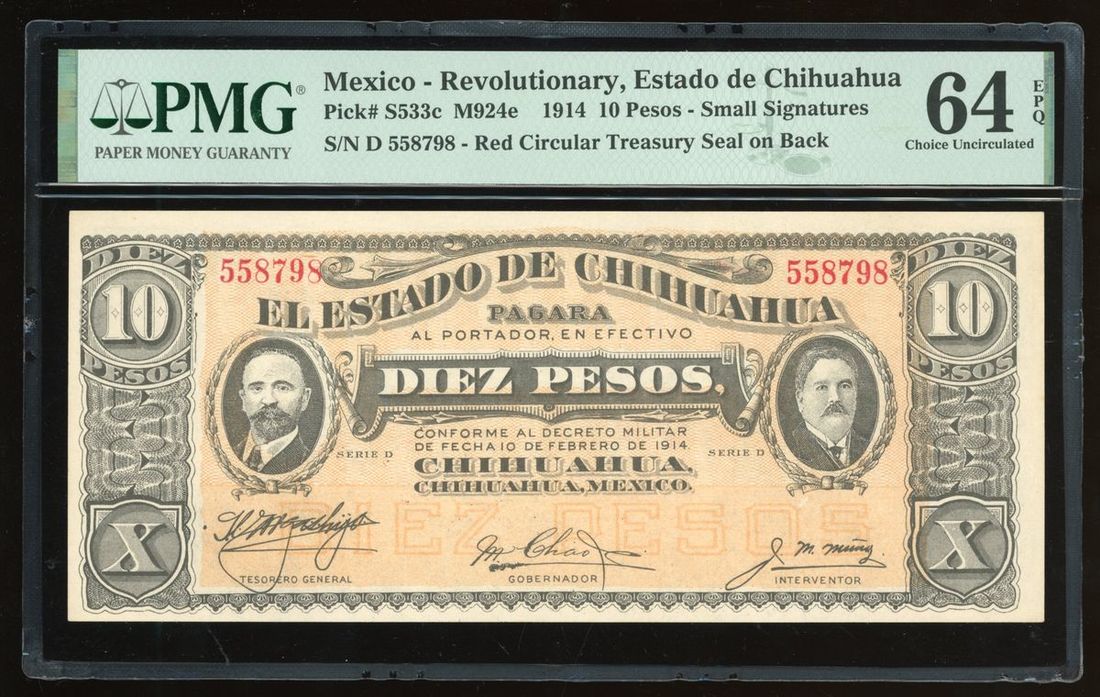 PMG®
PAPER MONEY GUARANTY
Mexico - Revolutionary, Estado de Chihuahua
Pick# S533c M924e 1914 10 Pesos - Small Signatures
S/N D 558798 - Red Circular Treasury Seal on Back
64
EPQ
Choice Uncirculated
DIEZ
10
PESOS
558798
558798
DIEZ
10
PESOS
EL ESTADO DE CHIHUAHUA
PAGARA
AL PORTADOR, EN EFECTIVO
DIEZ PESOS,
CONFORME AL DECRETO MILITAR
DE FECHA 10 DE FEBRERO DE 1914.
SERIE D
SERIE D
CHIHUAHUA,
CHIHUAHUA, MEXICO.
DIEZ PESOS
X
X
M Chao
J. M. Muñoz
TESORERO GENERAL
GOBERNADOR
INTERVENTOR